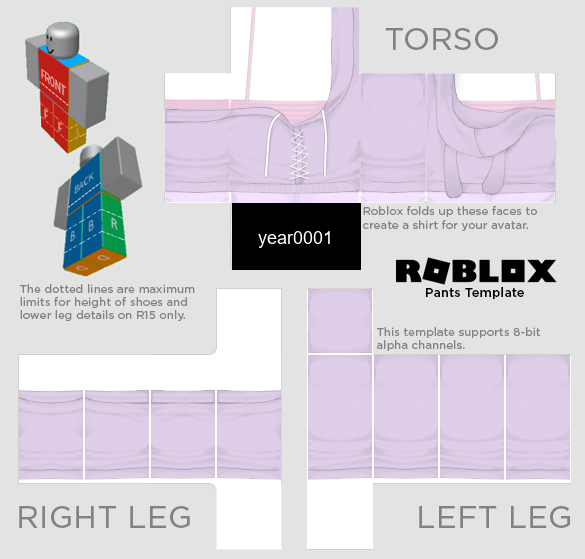 TORSO
FRONT
F
F
L
BACK
B
B
R
Roblox folds up these faces to
create a shirt for your avatar.
year0001
ROBLOX
Pants Template
The dotted lines are maximum
limits for height of shoes and
lower leg details on R15 only.
This template supports 8-bit
alpha channels.
RIGHT LEG
LEFT LEG